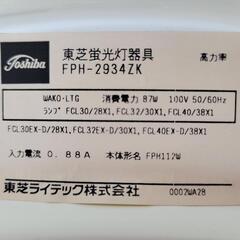 Toshiba
東芝蛍光灯器具
高力率
FPH-2934ZK
WAKO-LTG 消費電力 87W 100V 50/60Hz
ランプ FCL30/28X1, FCL32/30X1, FCL40/38X1
FCL30EX-D/28X1, FCL32EX-D/30X1, FCL40EX-D/38X1
入力電流 0.88A 本体形名 FPH112W
東芝ライテック株式会社 0002WA28